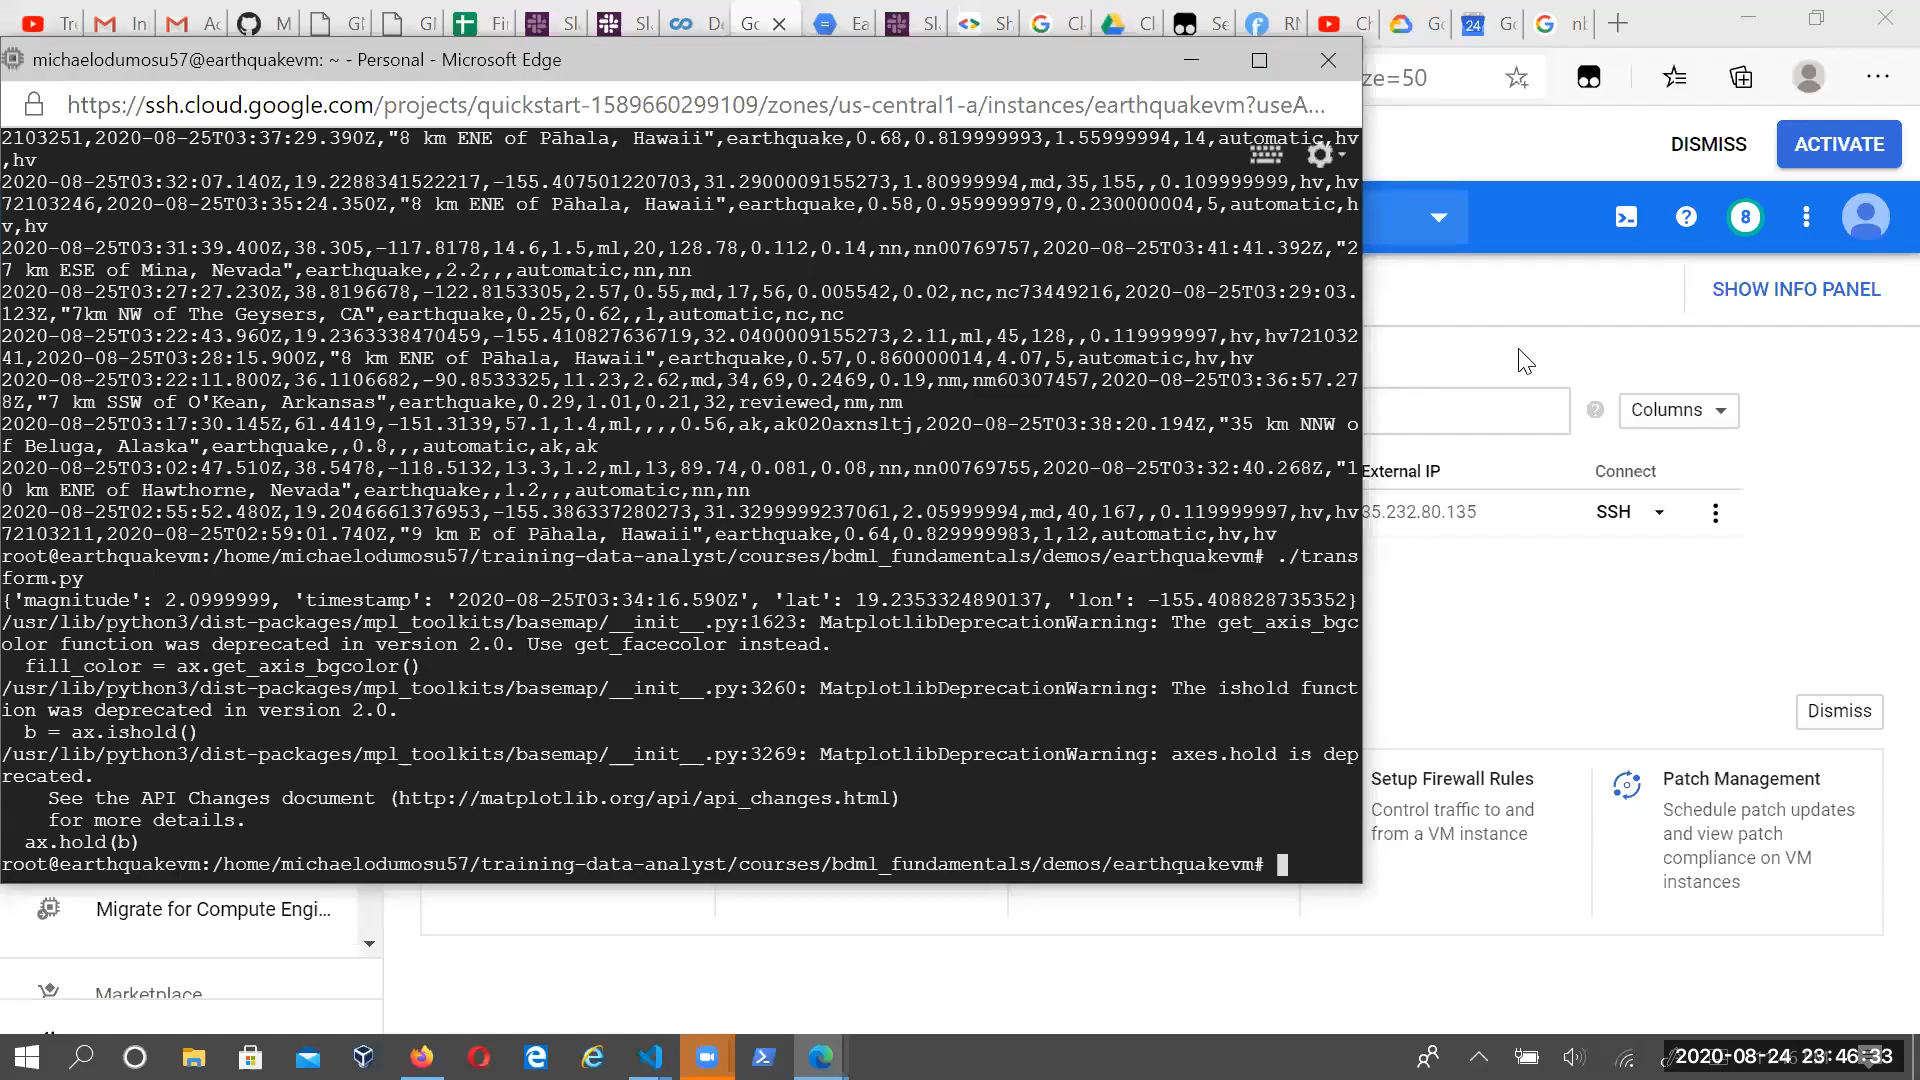 michaelodumosu57@earthquakevm: ~ - Personal - Microsoft Edge
https://ssh.cloud.google.com/projects/quickstart-1589660299109/zones/us-central1-a/instances/earthquakevm?useA...
ze=50
2103251,2020-08-25T03:37:29.390Z,"8 km ENE of Pāhala, Hawaii",earthquake,0.68,0.819999993,1.55999994,14,automatic,hv
,hv
2020-08-25T03:32:07.140Z,19.2288341522217,-155.407501220703,31.2900009155273,1.80999994,md,35,155,,0.109999999,hv,hv
72103246,2020-08-25T03:35:24.350Z,"8 km ENE of Pāhala, Hawaii",earthquake,0.58,0.959999979,0.230000004,5,automatic,h
v,hv
2020-08-25T03:31:39.400Z,38.305,-117.8178,14.6,1.5,ml,20,128.78,0.112,0.14,nn,nn00769757,2020-08-25T03:41:41.392Z,"2
7 km ESE of Mina, Nevada",earthquake,,2.2,,,automatic,nn,nn
2020-08-25T03:27:27.230Z,38.8196678,-122.8153305,2.57,0.55,md,17,56,0.005542,0.02,nc,nc73449216,2020-08-25T03:29:03.
123Z,"7km NW of The Geysers, CA",earthquake,0.25,0.62,,1,automatic,nc,nc
2020-08-25T03:22:43.960Z,19.2363338470459,-155.410827636719,32.0400009155273,2.11,ml,45,128,,0.119999997,hv,hv721032
41,2020-08-25T03:28:15.900Z,"8 km ENE of Pāhala, Hawaii",earthquake,0.57,0.860000014,4.07,5,automatic,hv,hv
2020-08-25T03:22:11.800Z,36.1106682,-90.8533325,11.23,2.62,md,34,69,0.2469,0.19,nm,nm60307457,2020-08-25T03:36:57.27
8Z,"7 km SSW of O'Kean, Arkansas",earthquake,0.29,1.01,0.21,32,reviewed,nm,nm
2020-08-25T03:17:30.145Z,61.4419,-151.3139,57.1,1.4,ml,,,,0.56,ak,ak020axnsltj,2020-08-25T03:38:20.194Z,"35 km NNW o
f Beluga, Alaska",earthquake,,0.8,,,automatic,ak,ak
2020-08-25T03:02:47.510Z,38.5478,-118.5132,13.3,1.2,ml,13,89.74,0.081,0.08,nn,nn00769755,2020-08-25T03:32:40.268Z,"1
0 km ENE of Hawthorne, Nevada",earthquake,,1.2,,,automatic,nn,nn
2020-08-25T02:55:52.480Z,19.2046661376953,-155.386337280273,31.3299999237061,2.05999994,md,40,167,,0.119999997,hv,hv
72103211,2020-08-25T02:59:01.740Z,"9 km E of Pāhala, Hawaii",earthquake,0.64,0.829999983,1,12,automatic,hv,hv
root@earthquakevm:/home/michaelodumosu57/training-data-analyst/courses/bdml_fundamentals/demos/earthquakevm# ./trans
form.py
{'magnitude': 2.0999999, 'timestamp': '2020-08-25T03:34:16.590Z', 'lat': 19.2353324890137, 'lon': -155.408828735352}
/usr/lib/python3/dist-packages/mpl_toolkits/basemap/__init__.py:1623: MatplotlibDeprecationWarning: The get_axis_bgc
olor function was deprecated in version 2.0. Use get_facecolor instead.
fill_color = ax.get_axis_bgcolor()
/usr/lib/python3/dist-packages/mpl_toolkits/basemap/__init__.py:3260: MatplotlibDeprecationWarning: The ishold funct
ion was deprecated in version 2.0.
b = ax.ishold()
/usr/lib/python3/dist-packages/mpl_toolkits/basemap/__init__.py:3269: MatplotlibDeprecationWarning: axes.hold is dep
recated.
See the API Changes document (http://matplotlib.org/api/api_changes.html)
for more details.
ax.hold(b)
root@earthquakevm:/home/michaelodumosu57/training-data-analyst/courses/bdml_fundamentals/demos/earthquakevm#
DISMISS
ACTIVATE
8
SHOW INFO PANEL
Columns
External IP
Connect
35.232.80.135
SSH
Dismiss
Setup Firewall Rules
Control traffic to and
from a VM instance
Patch Management
Schedule patch updates
and view patch
compliance on VM
instances
Migrate for Compute Engi...
Marketplace
2020-08-24 23:46:33